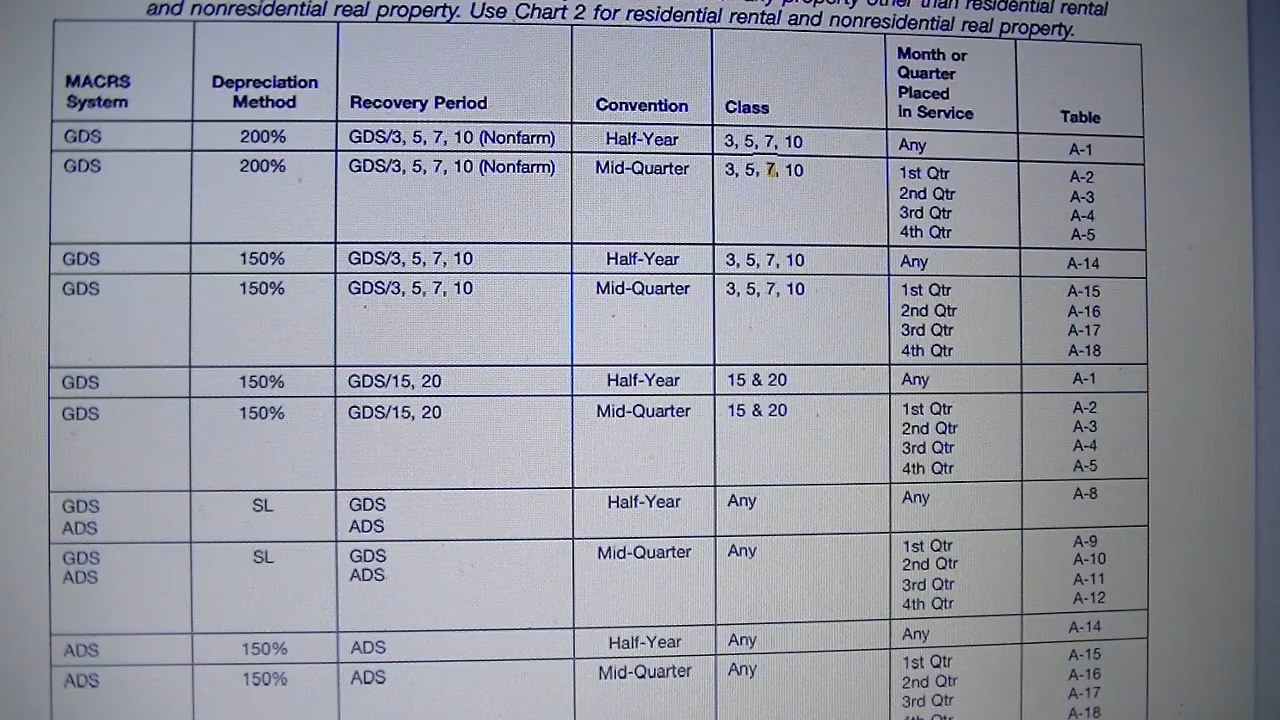 property other than residential rental
and nonresidential real property. Use Chart 2 for residential rental and nonresidential real property.
MACRS System Depreciation Method Recovery Period Convention Class Month or Quarter Placed in Service Table
GDS 200% GDS/3, 5, 7, 10 (Nonfarm) Half-Year 3, 5, 7, 10 Any A-1
GDS 200% GDS/3, 5, 7, 10 (Nonfarm) Mid-Quarter 3, 5, 7, 10 1st Qtr A-2
2nd Qtr A-3
3rd Qtr A-4
4th Qtr A-5
GDS 150% GDS/3, 5, 7, 10 Half-Year 3, 5, 7, 10 Any A-14
GDS 150% GDS/3, 5, 7, 10 Mid-Quarter 3, 5, 7, 10 1st Qtr A-15
2nd Qtr A-16
3rd Qtr A-17
4th Qtr A-18
GDS 150% GDS/15, 20 Half-Year 15 & 20 Any A-1
GDS 150% GDS/15, 20 Mid-Quarter 15 & 20 1st Qtr A-2
2nd Qtr A-3
3rd Qtr A-4
4th Qtr A-5
GDS SL GDS Half-Year Any Any A-8
ADS ADS
GDS SL GDS Mid-Quarter Any 1st Qtr A-9
ADS ADS 2nd Qtr A-10
3rd Qtr A-11
4th Qtr A-12
ADS 150% ADS Half-Year Any Any A-14
ADS 150% ADS Mid-Quarter Any 1st Qtr A-15
2nd Qtr A-16
3rd Qtr A-17
A-18